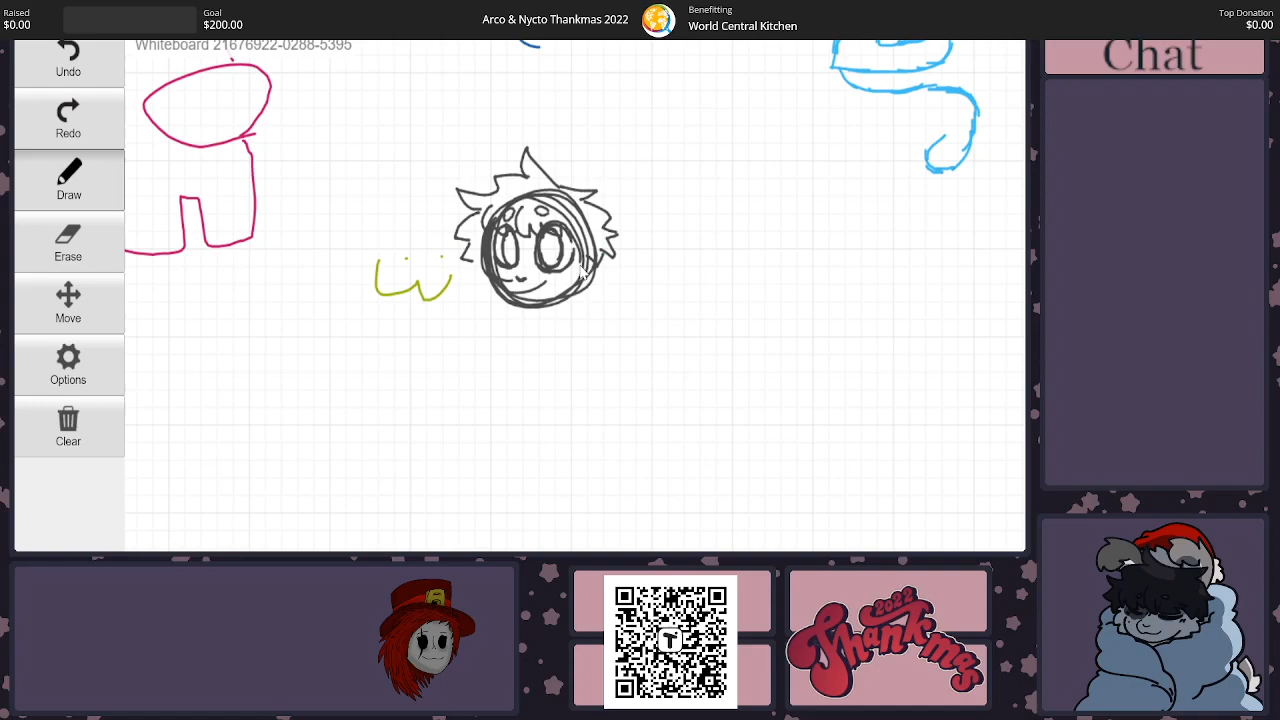 Raised
$0.00
Goal
$200.00
Arco & Nycto Thankmas 2022
Benefitting
World Central Kitchen
Top Donation
$0.00
Whiteboard 21676922-0288-5395
Undo
Redo
Draw
Erase
Move
Options
Clear
Chat
T
2022
Thankmas